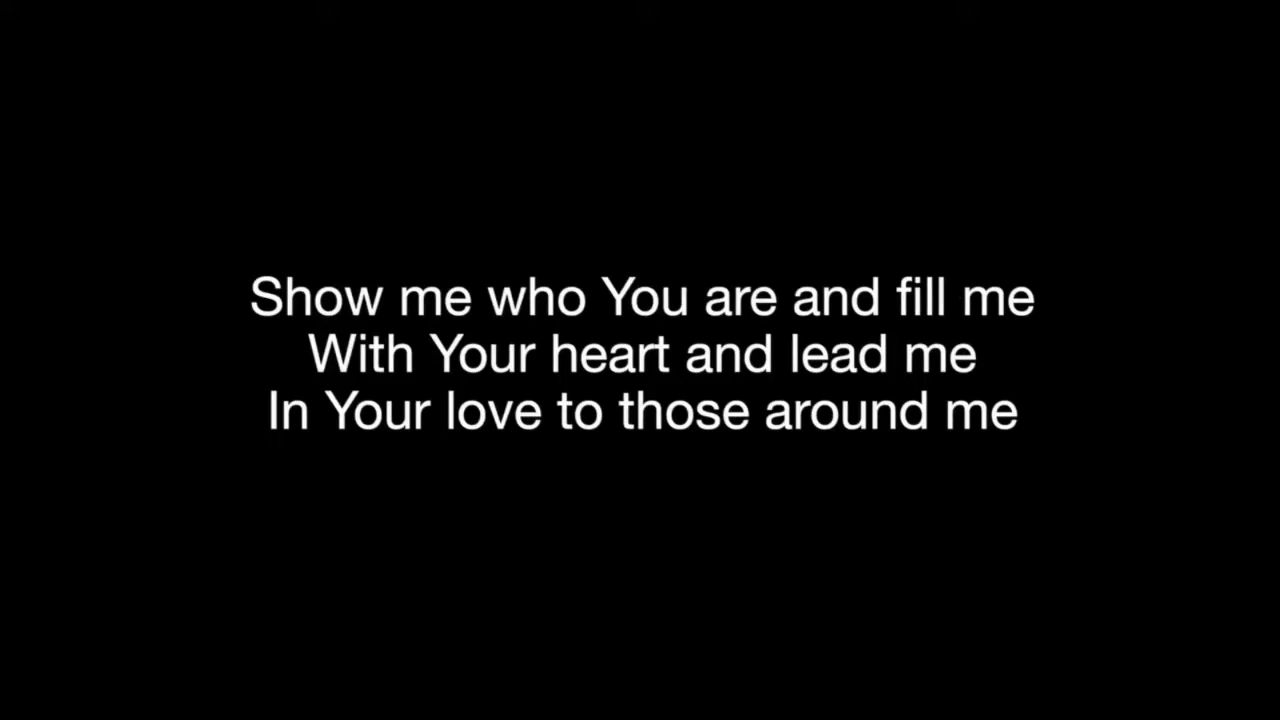 Show me who You are and fill me
With Your heart and lead me
In Your love to those around me